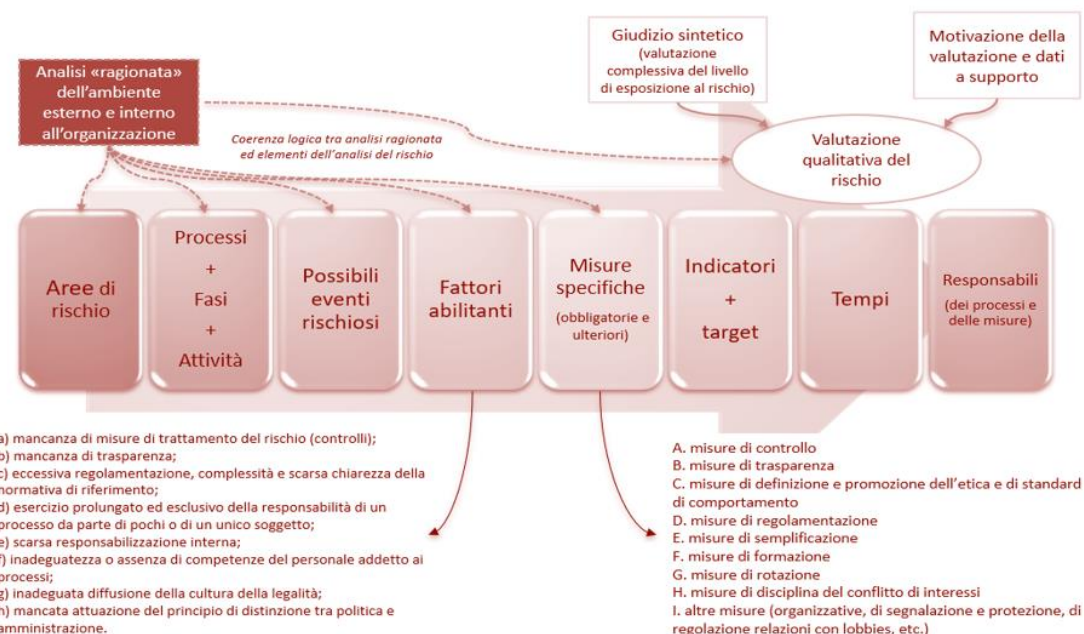 Giudizio sintetico
(valutazione
complessiva del livello
di esposizione al rischio)
Motivazione della
valutazione e dati
a supporto
Analisi «ragionata»
dell'ambiente
esterno e interno
all'organizzazione
Coerenza logica tra analisi ragionata
ed elementi dell'analisi del rischio
Valutazione
qualitativa del
rischio
Aree di
rischio
Processi
+
Fasi
+
Attività
Possibili
eventi
rischiosi
Fattori
abilitanti
Misure
specifiche
(obbligatorie e
ulteriori)
Indicatori
+
target
Tempi
Responsabili
(dei processi e
delle misure)
a) mancanza di misure di trattamento del rischio (controlli);
b) mancanza di trasparenza;
c) eccessiva regolamentazione, complessità e scarsa chiarezza della
normativa di riferimento;
d) esercizio prolungato ed esclusivo della responsabilità di un
processo da parte di pochi o di un unico soggetto;
e) scarsa responsabilizzazione interna;
f) inadeguatezza o assenza di competenze del personale addetto ai
processi;
g) inadeguata diffusione della cultura della legalità;
h) mancata attuazione del principio di distinzione tra politica e
amministrazione.
A. misure di controllo
B. misure di trasparenza
C. misure di definizione e promozione dell'etica e di standard
di comportamento
D. misure di regolamentazione
E. misure di semplificazione
F. misure di formazione
G. misure di rotazione
H. misure di disciplina del conflitto di interessi
I. altre misure (organizzative, di segnalazione e protezione, di
regolazione relazioni con lobbies, etc.)